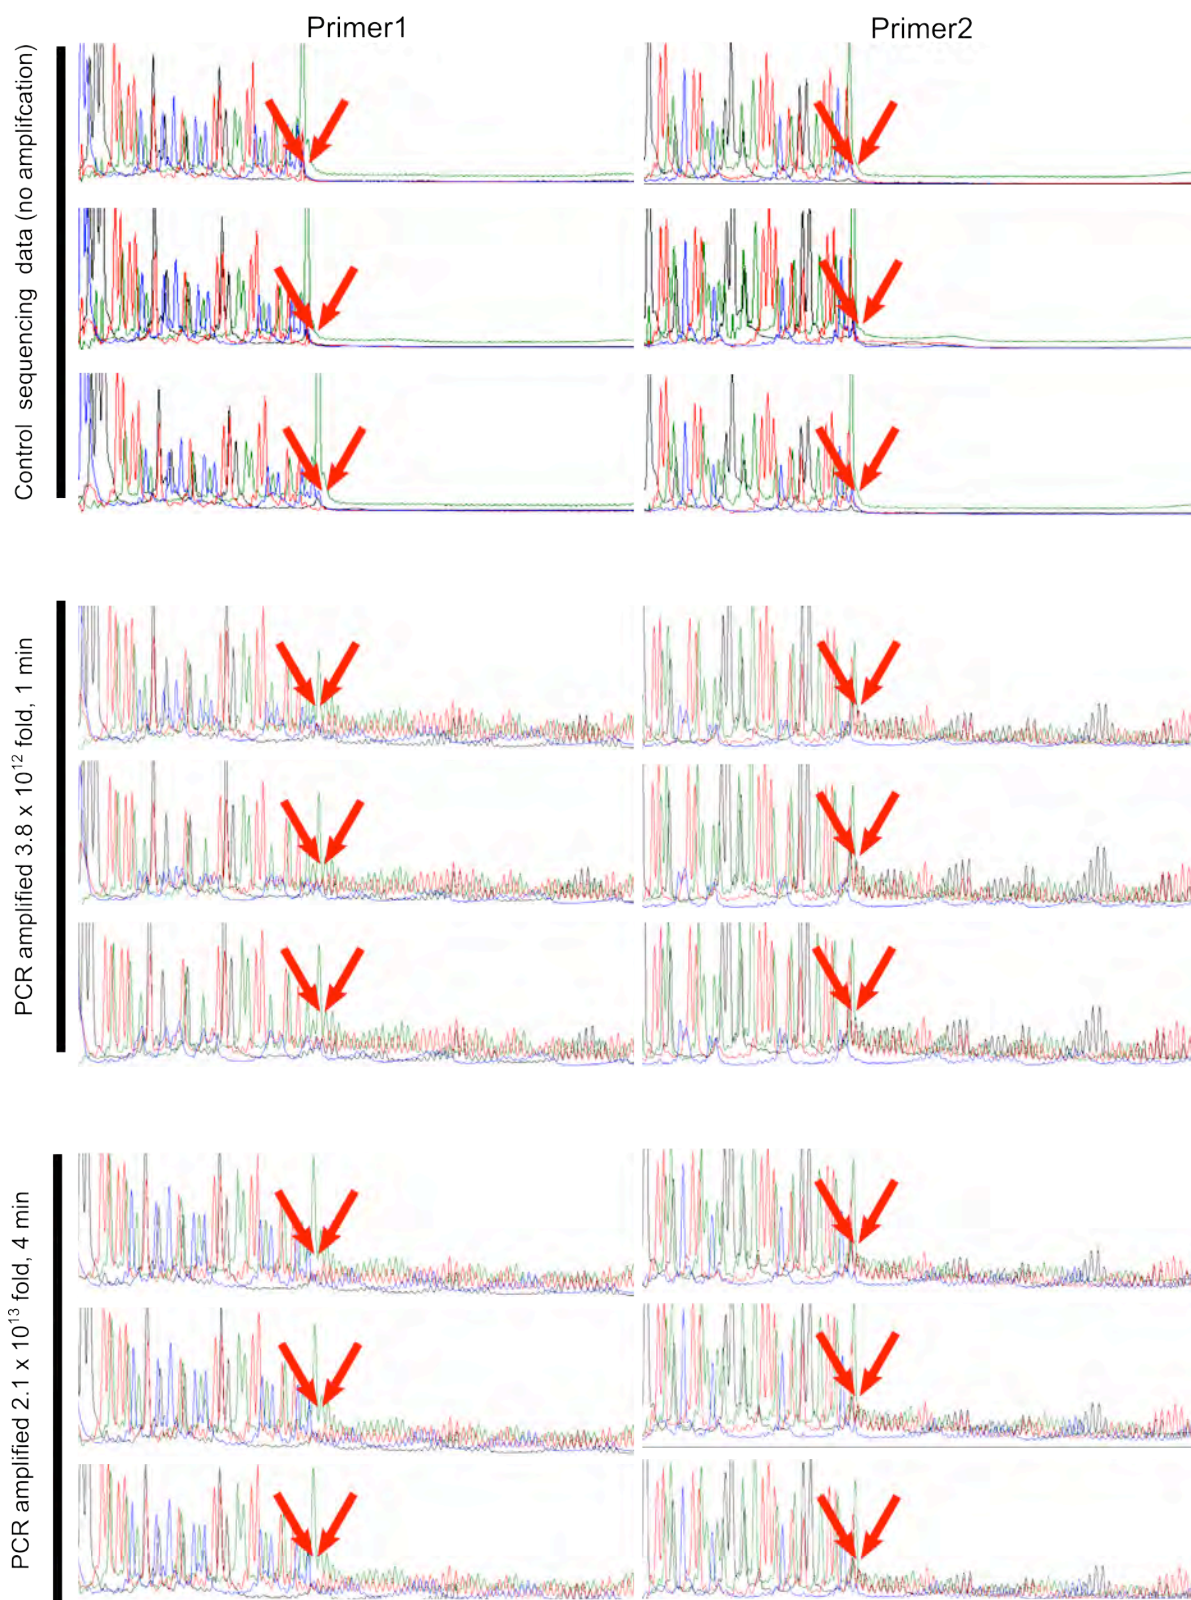 Primer1
Primer2
Control sequencing data (no amplifcation)
PCR amplified 3.8 x 10¹² fold, 1 min
PCR amplified 2.1 x 10¹³ fold, 4 min